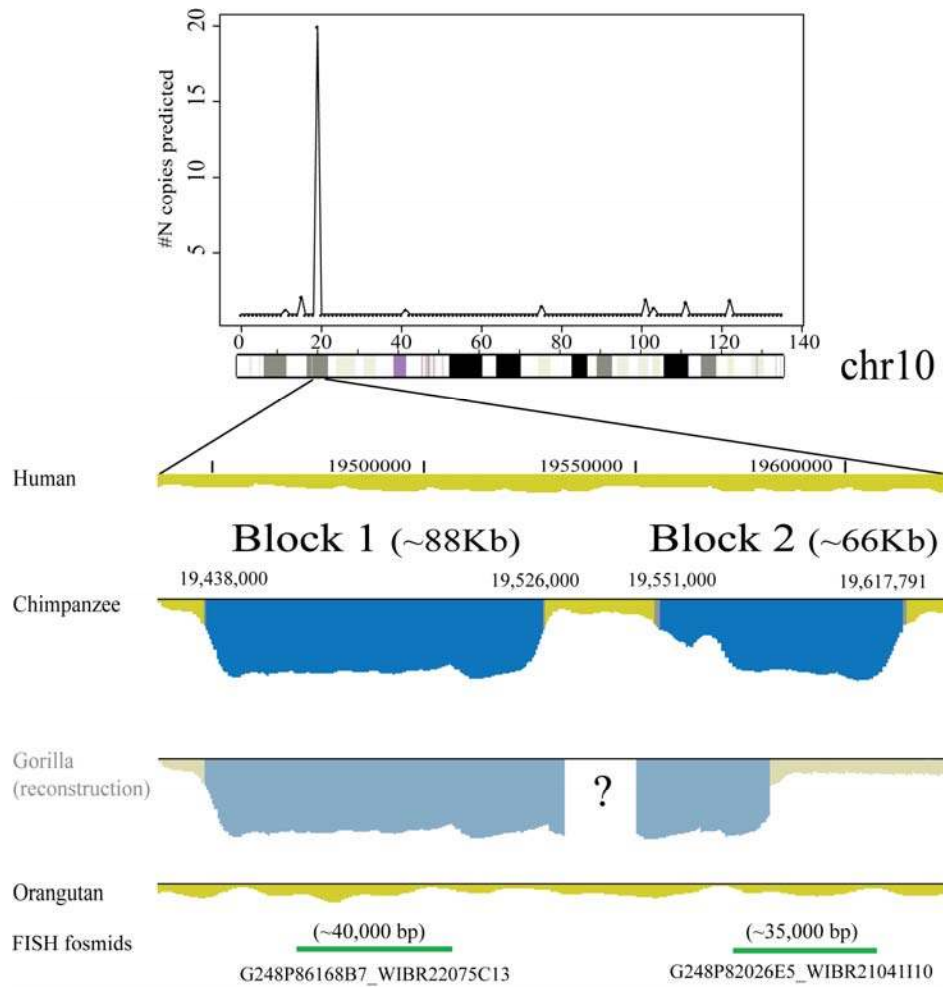 20
15
10
5
#N copies predicted
0 20 40 60 80 100 120 140
chr10
Human
19500000 19550000 19600000
Block 1 (~88Kb) Block 2 (~66Kb)
19,438,000 19,526,000 19,551,000 19,617,791
Chimpanzee
Gorilla
(reconstruction)
?
Orangutan
FISH fosmids
(~40,000 bp) (~35,000 bp)
G248P86168B7_WIBR22075C13 G248P82026E5_WIBR21041I10